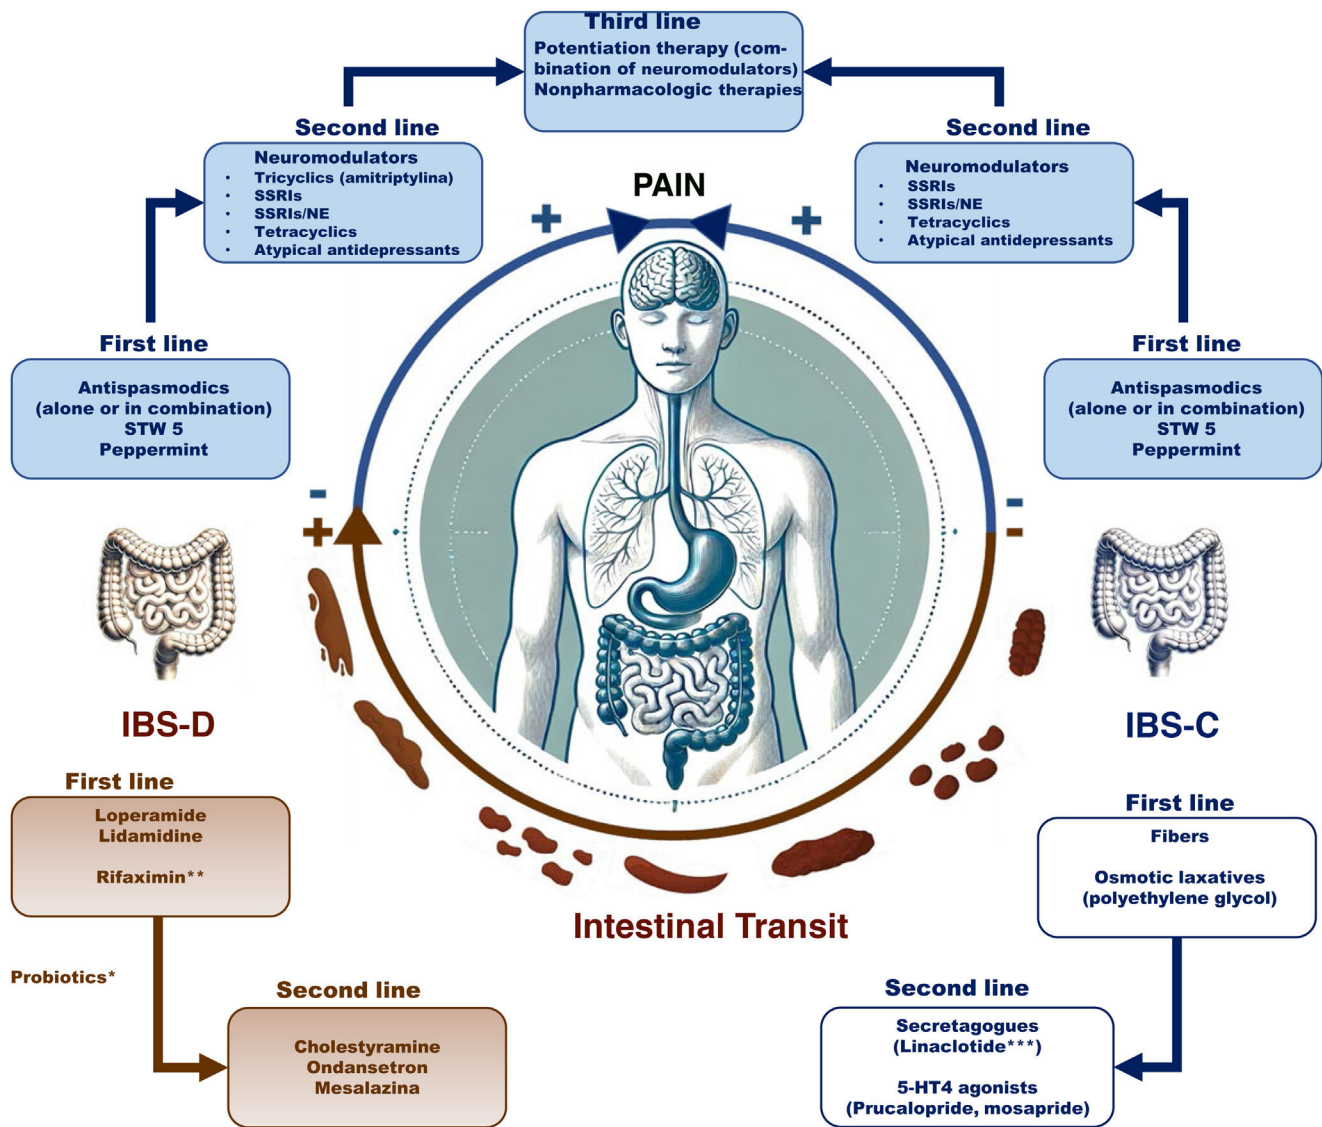 Third line
Potentiation therapy (com-
bination of neuromodulators)
Nonpharmacologic therapies
Second line
Neuromodulators
• Tricyclics (amitriptylina)
• SSRIs
• SSRIs/NE
• Tetracyclics
• Atypical antidepressants
Second line
Neuromodulators
• SSRIs
• SSRIs/NE
• Tetracyclics
• Atypical antidepressants
PAIN
+
+
First line
Antispasmodics
(alone or in combination)
STW 5
Peppermint
First line
Antispasmodics
(alone or in combination)
STW 5
Peppermint
-
+
-
-
IBS-D
IBS-C
First line
Loperamide
Lidamidine
Rifaximin**
First line
Fibers
Osmotic laxatives
(polyethylene glycol)
Intestinal Transit
Probiotics*
Second line
Cholestyramine
Ondansetron
Mesalazina
Second line
Secretagogues
(Linaclotide***)
5-HT4 agonists
(Prucalopride, mosapride)